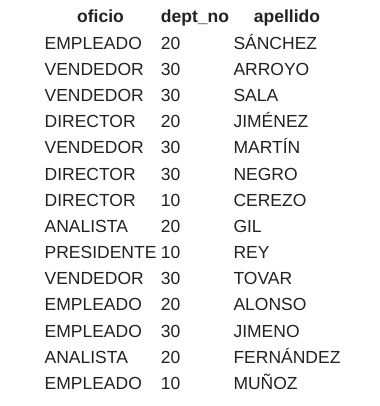 oficio dept_no apellido
EMPLEADO 20 SÁNCHEZ
VENDEDOR 30 ARROYO
VENDEDOR 30 SALA
DIRECTOR 20 JIMÉNEZ
VENDEDOR 30 MARTÍN
DIRECTOR 30 NEGRO
DIRECTOR 10 CEREZO
ANALISTA 20 GIL
PRESIDENTE 10 REY
VENDEDOR 30 TOVAR
EMPLEADO 20 ALONSO
EMPLEADO 30 JIMENO
ANALISTA 20 FERNÁNDEZ
EMPLEADO 10 MUÑOZ